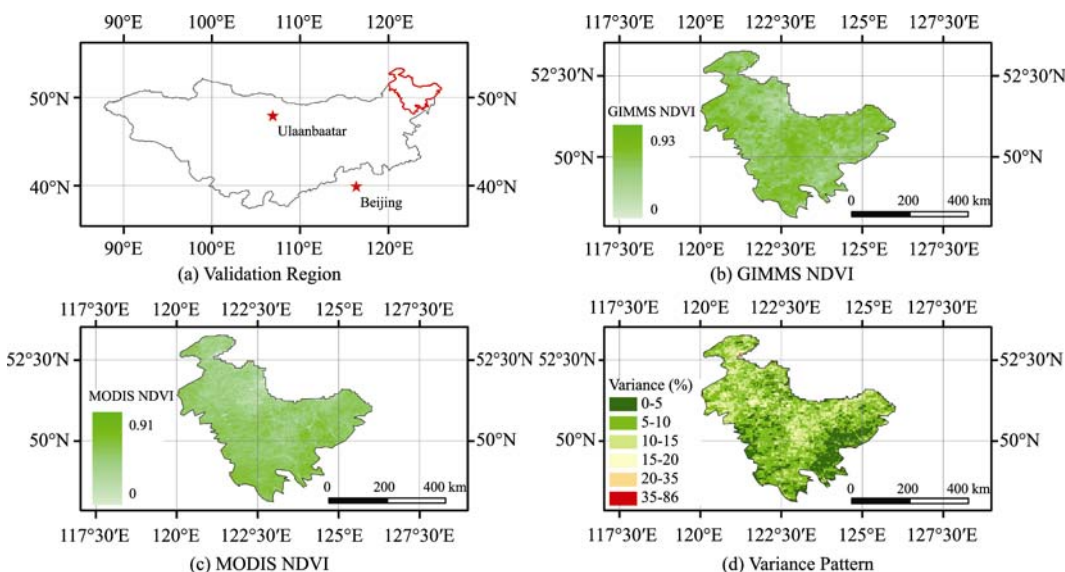 90°E 100°E 110°E 120°E
50°N 50°N
Ulaanbaatar
40°N 40°N
Beijing
90°E 100°E 110°E 120°E
(a) Validation Region
117°30′E 120°E 122°30′E 125°E 127°30′E
52°30′N 52°30′N
GIMMS NDVI
0.93
50°N 50°N
0
0 200 400 km
117°30′E 120°E 122°30′E 125°E 127°30′E
(b) GIMMS NDVI
117°30′E 120°E 122°30′E 125°E 127°30′E
52°30′N 52°30′N
MODIS NDVI
0.91
50°N 50°N
0
0 200 400 km
117°30′E 120°E 122°30′E 125°E 127°30′E
(c) MODIS NDVI
117°30′E 120°E 122°30′E 125°E 127°30′E
52°30′N 52°30′N
Variance (%)
0-5
5-10
10-15
50°N 50°N
15-20
20-35
35-86
0 200 400 km
117°30′E 120°E 122°30′E 125°E 127°30′E
(d) Variance Pattern